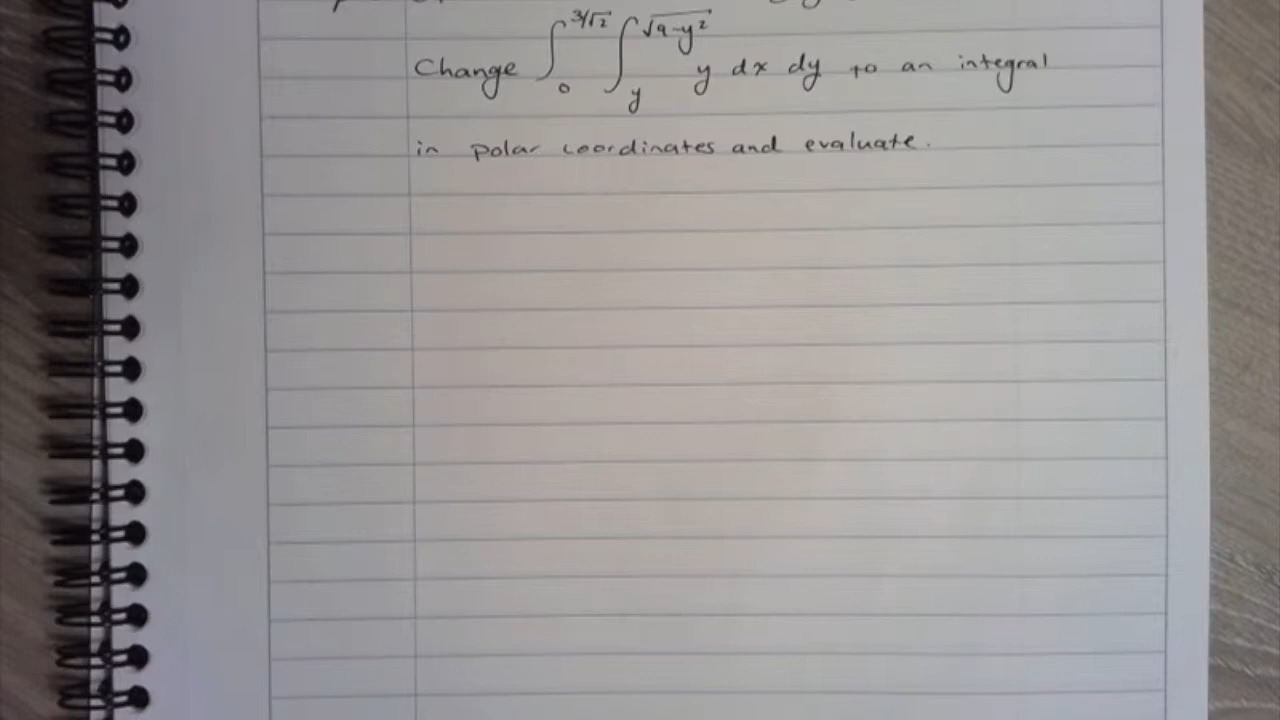 Change ∫₀^{3/√2} ∫_y^{√9-y²} y dx dy to an integral
in polar coordinates and evaluate.